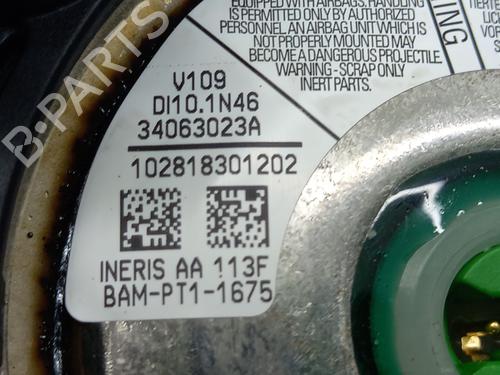 EQUIPPED WITH AIRBAGS. HANDLING
IS PERMITTED ONLY BY AUTHORIZED
PERSONNEL. AN AIRBAG UNIT WHICH IS
NOT PROPERLY INSTALLED MAY
BECOME A DANGEROUS PROJECTILE.
WARNING - SCRAP ONLY
INERT PARTS.
NING
V109
DI10.1N46
34063023A
102818301202
INERIS AA 113F
BAM-PT1-1675
B-PARTS